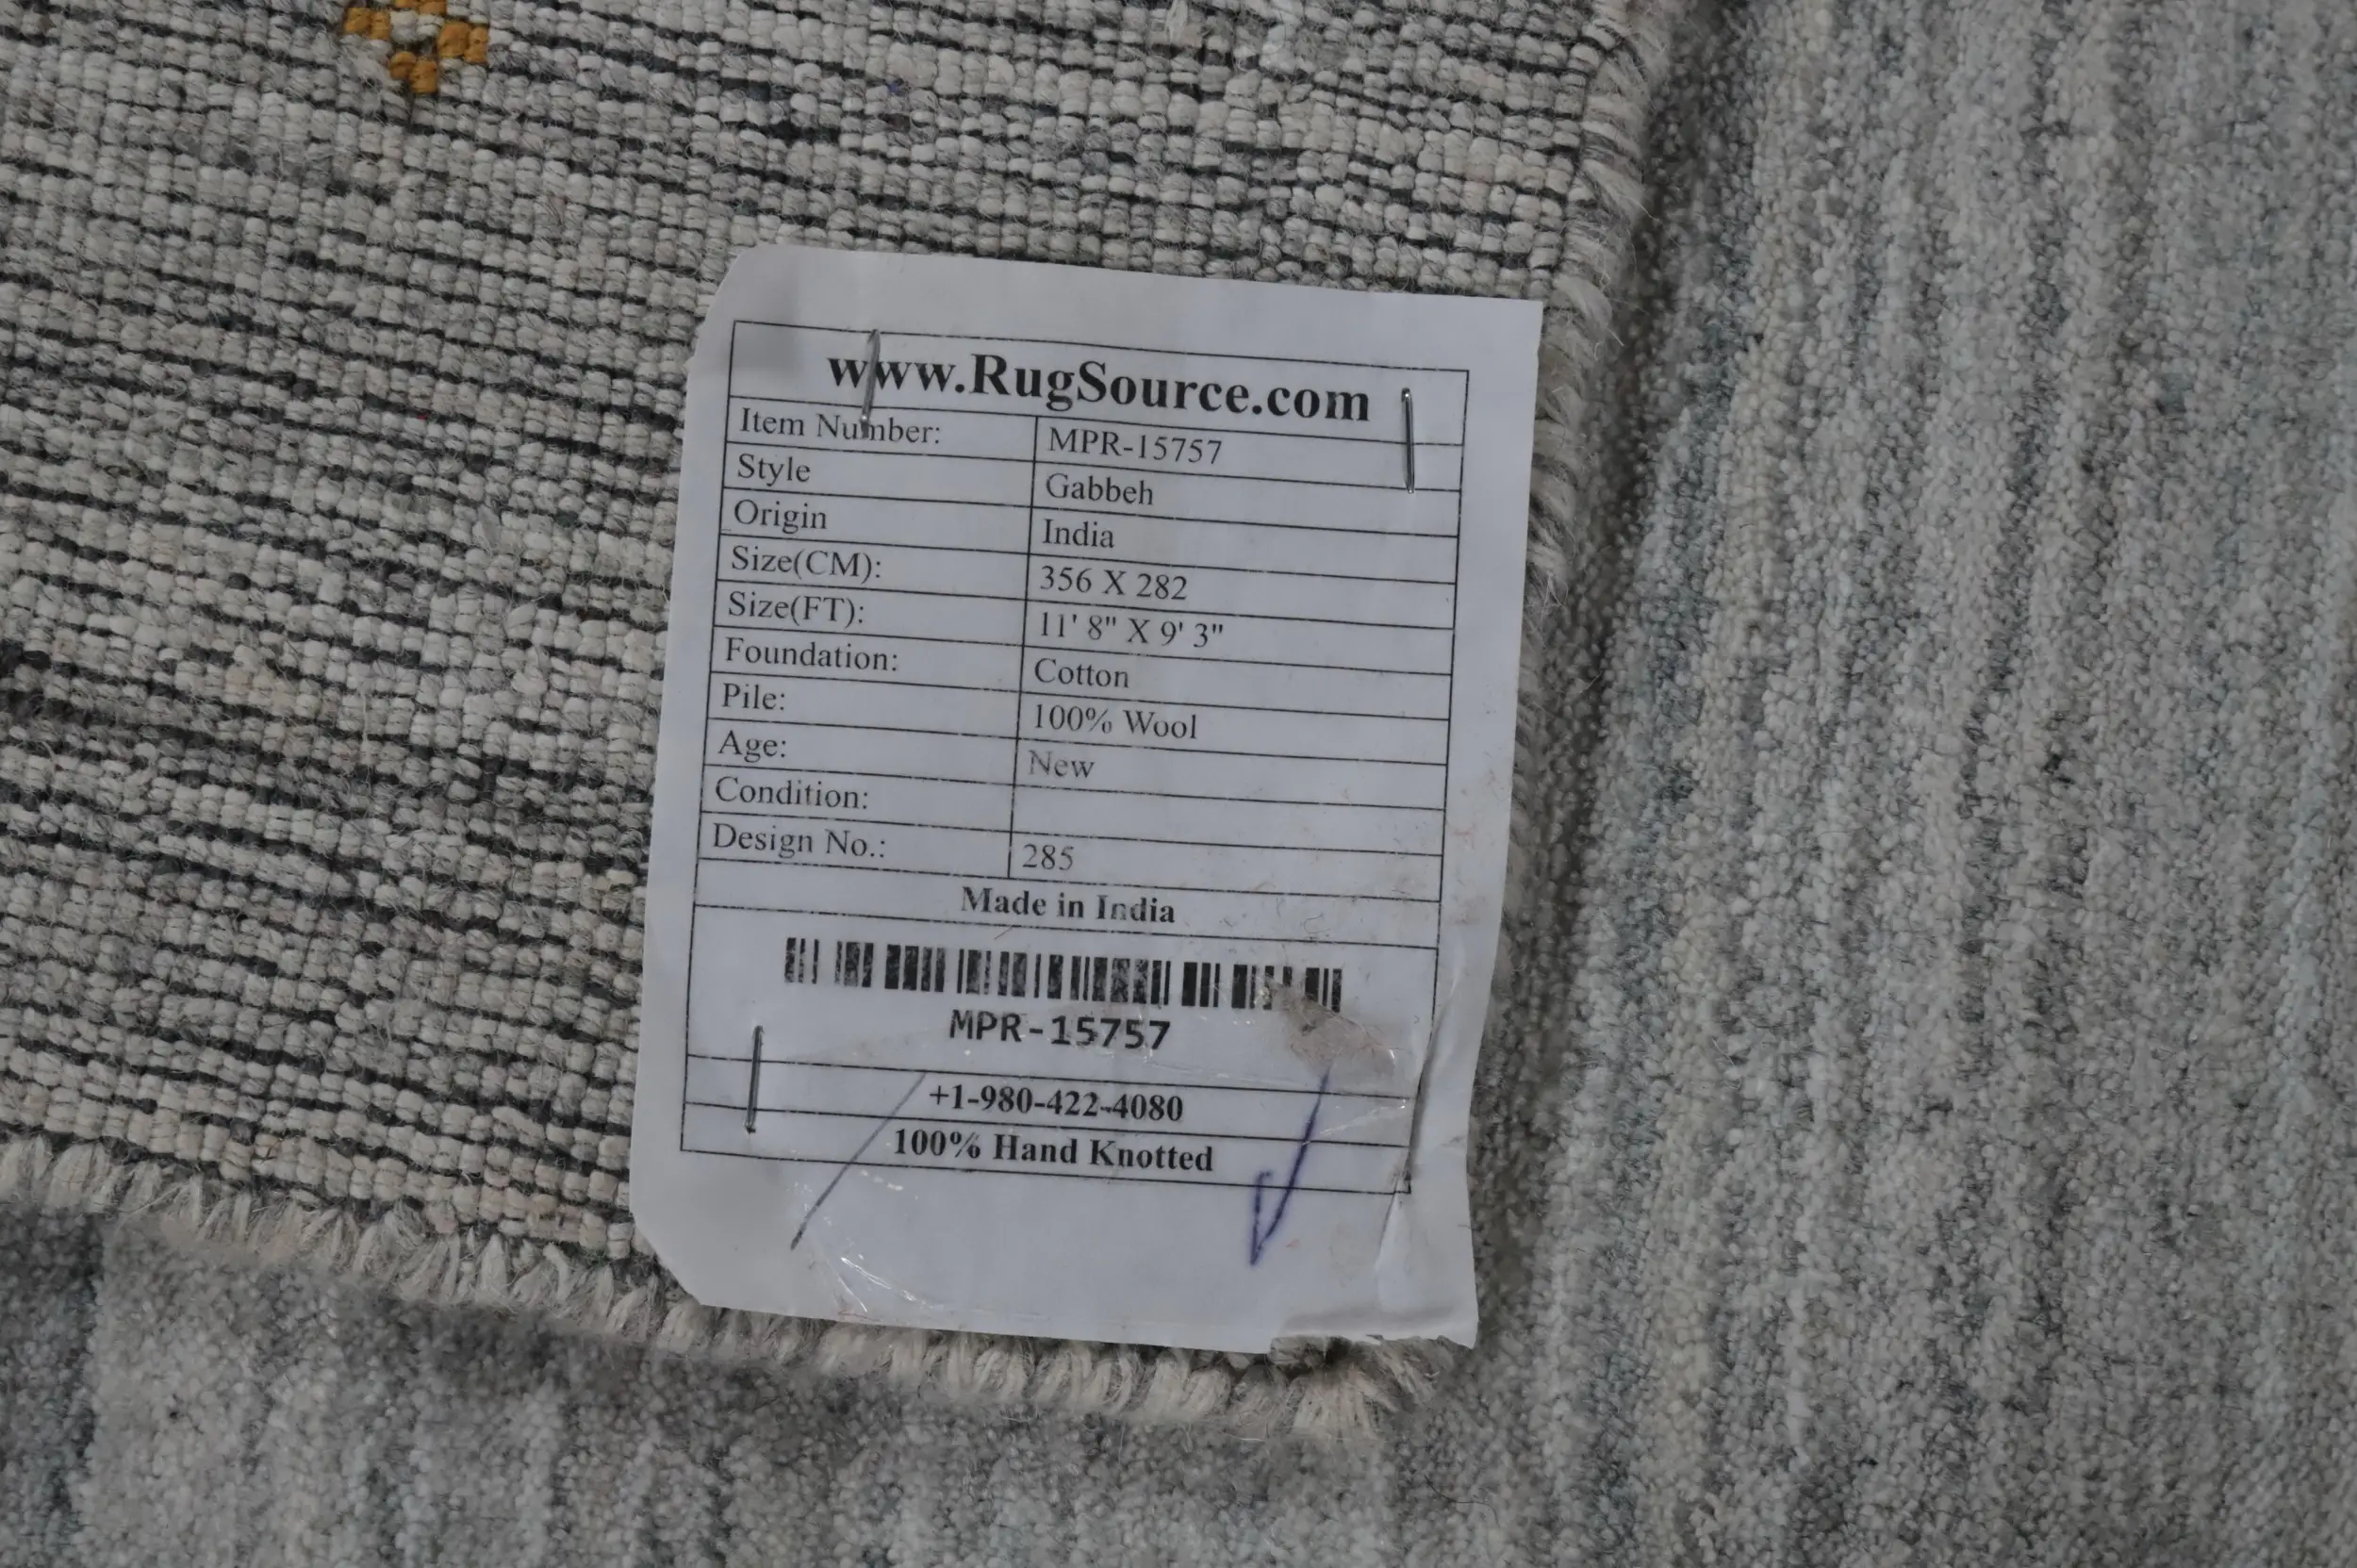 www.RugSource.com
Item Number: MPR-15757
Style Gabbeh
Origin India
Size(CM): 356 X 282
Size(FT): 11' 8" X 9' 3"
Foundation: Cotton
Pile: 100% Wool
Age: New
Condition:
Design No.: 285
Made in India
MPR-15757
+1-980-422-4080
100% Hand Knotted